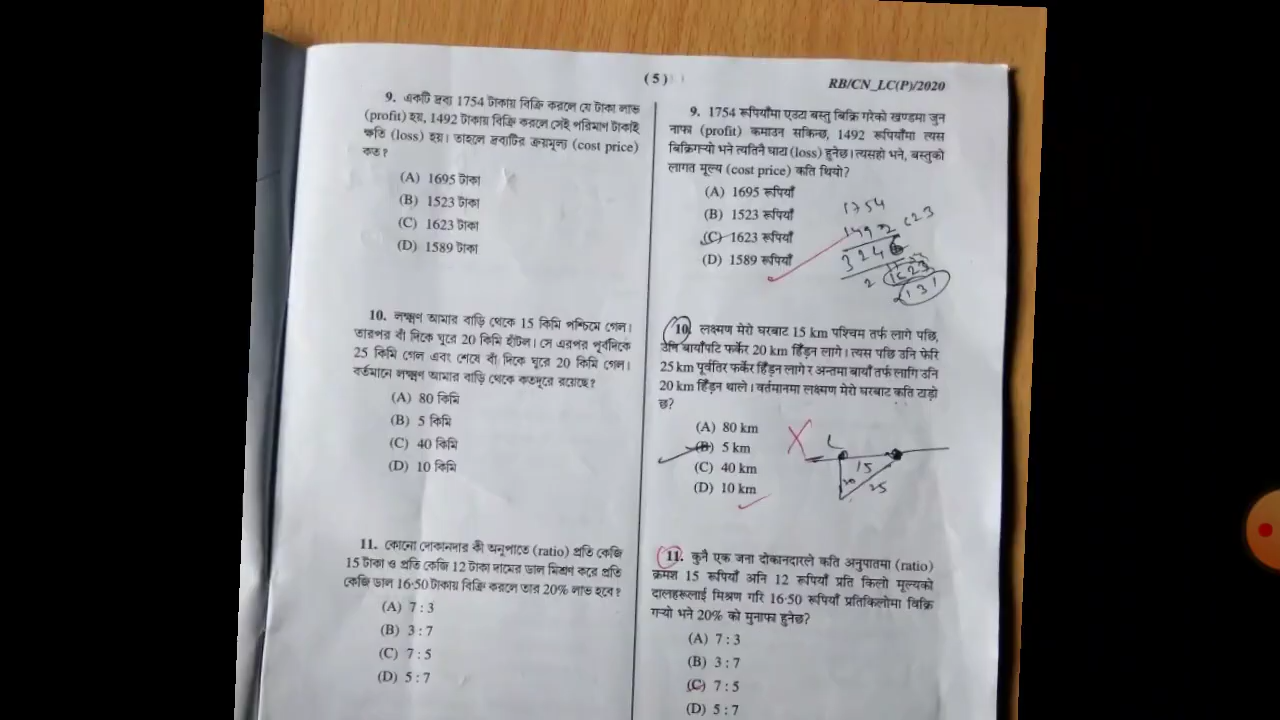 ( 5 )
RB/CN_LC(P)/2020
9. একটি দ্রব্য 1754 টাকায় বিক্রি করলে যে টাকা লাভ
(profit) হয়, 1492 টাকায় বিক্রি করলে সেই পরিমাণ টাকাই
ক্ষতি (loss) হয়। তাহলে দ্রব্যটির ক্রয়মূল্য (cost price)
কত?
(A) 1695 টাকা
(B) 1523 টাকা
(C) 1623 টাকা
(D) 1589 টাকা
10. লক্ষ্মণ আমার বাড়ি থেকে 15 কিমি পশ্চিমে গেল।
তারপর বাঁ দিকে ঘুরে 20 কিমি হাঁটল। সে এরপর পূর্বদিকে
25 কিমি গেল এবং শেষে বাঁ দিকে ঘুরে 20 কিমি গেল।
বর্তমানে লক্ষ্মণ আমার বাড়ি থেকে কতদূরে রয়েছে?
(A) 80 কিমি
(B) 5 কিমি
(C) 40 কিমি
(D) 10 কিমি
11. কোনো দোকানদার কী অনুপাতে (ratio) প্রতি কেজি
15 টাকা ও প্রতি কেজি 12 টাকা দামের ডাল মিশ্রণ করে প্রতি
কেজি ডাল 16·50 টাকায় বিক্রি করলে তার 20% লাভ হবে?
(A) 7 : 3
(B) 3 : 7
(C) 7 : 5
(D) 5 : 7
9. 1754 रूपियाँमा एउटा बस्तु बिक्रि गरेको खण्डमा जुन
नाफा (profit) कमाउन सकिन्छ, 1492 रूपियाँमा त्यस
बिक्रिगर्‍यो भने त्यतिनै घाटा (loss) हुनेछ। त्यसहो भने, बस्तुको
लागत मूल्य (cost price) कति थियो?
(A) 1695 रूपियाँ
(B) 1523 रूपियाँ
(C) 1623 रूपियाँ
(D) 1589 रूपियाँ
1754
1492
324
131
10. लक्ष्मण मेरो घरबाट 15 km पश्चिम तर्फ लागे पछि,
उनि बायाँपटि फर्केर 20 km हिँड़न लागे। त्यस पछि उनि फेरि
25 km पूर्वतिर फर्केर हिँड़न लागे र अन्तमा बायाँ तर्फ लागि उनि
20 km हिँड़न थाले। वर्तमानमा लक्ष्मण मेरो घरबाट कति टाड़ो
छ?
(A) 80 km
(B) 5 km
(C) 40 km
(D) 10 km
L
15
20
25
11. कुनै एक जना दोकानदारले कति अनुपातमा (ratio)
क्रमश 15 रूपियाँ अनि 12 रूपियाँ प्रति किलो मूल्यको
दालहरूलाई मिश्रण गरि 16·50 रूपियाँ प्रतिकिलोमा बिक्रि
गर्‍यो भने 20% को मुनाफा हुनेछ?
(A) 7 : 3
(B) 3 : 7
(C) 7 : 5
(D) 5 : 7